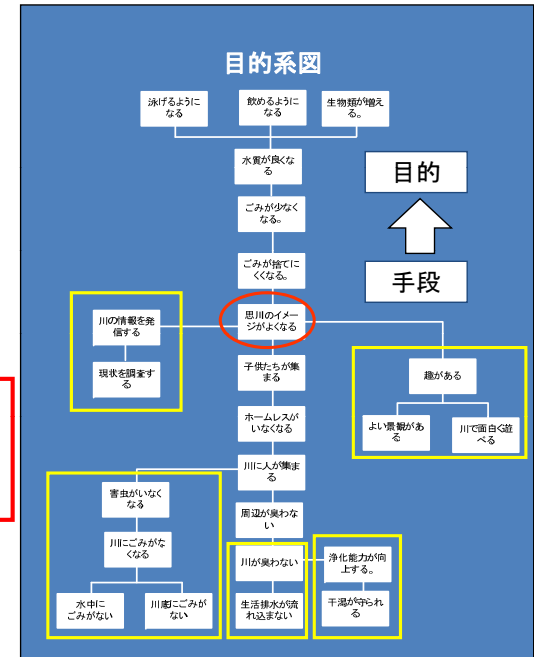 目的系図
泳げるように
なる
飲めるように
なる
生物類が増え
る。
水質が良くな
る
目的
ごみが少なく
なる。
手段
ごみが捨てに
くくなる。
思川のイメー
ジがよくなる
川の情報を発
信する
現状を調査す
る
子供たちが集
まる
趣がある
よい景観があ
る
川で面白く遊
べる
ホームレスが
いなくなる
川に人が集ま
る
害虫がいなく
なる
周辺が臭わな
い
川にごみがな
くなる
川が臭わない
浄化能力が向
上する。
水中に
ごみがない
川底にごみが
ない
生活排水が流
れ込まない
干潟が守られ
る